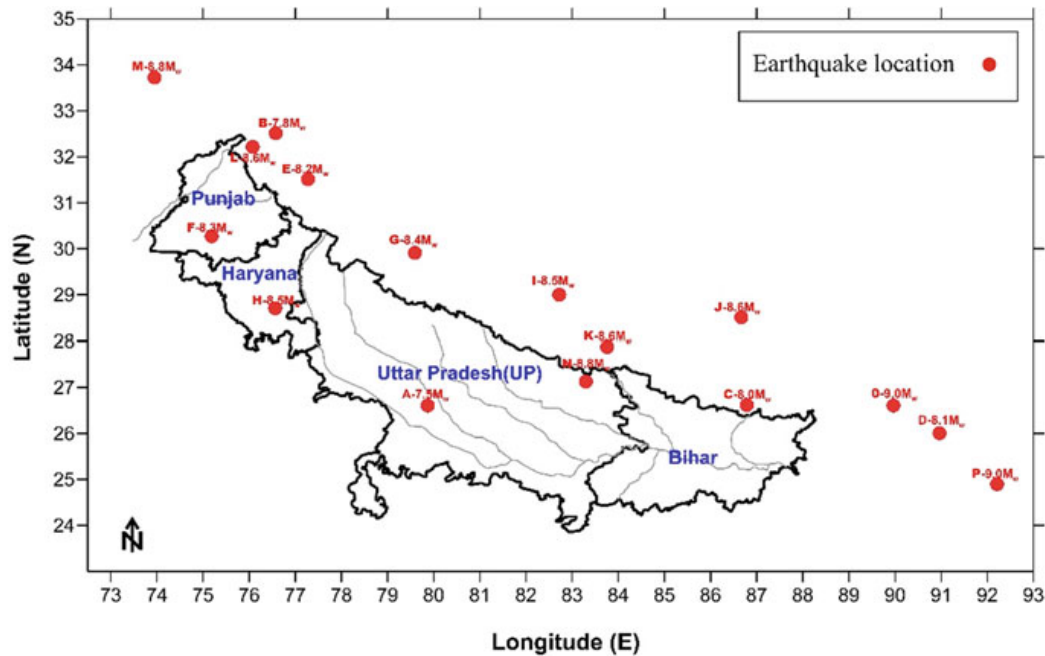 35
34
33
32
31
30
29
28
27
26
25
24
Latitude (N)
Earthquake location
M-8.8Mw
B-7.8Mw
L-8.6Mw
E-8.2Mw
Punjab
F-8.3Mw
G-8.4Mw
Haryana
I-8.5Mw
H-8.5Mw
J-8.6Mw
K-8.6Mw
N-8.8Mw
Uttar Pradesh(UP)
A-7.5Mw
C-8.0Mw
O-9.0Mw
D-8.1Mw
Bihar
P-9.0Mw
N
73 74 75 76 77 78 79 80 81 82 83 84 85 86 87 88 89 90 91 92 93
Longitude (E)